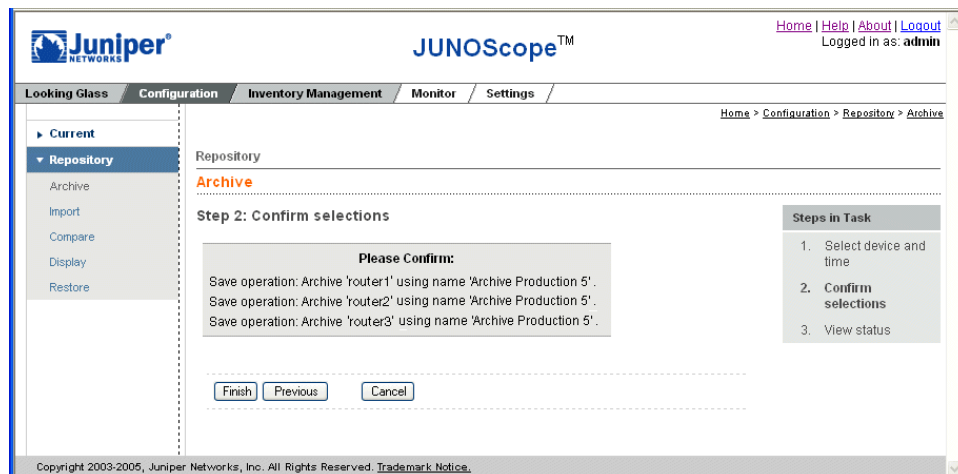 Juniper®
NETWORKS
JUNOScope™
Home | Help | About | Logout
Logged in as: admin
Looking Glass / Configuration / Inventory Management / Monitor / Settings /
Home > Configuration > Repository > Archive
Current
Repository
Archive
Import
Compare
Display
Restore
Repository
Archive
Step 2: Confirm selections
Please Confirm:
Save operation: Archive 'router1' using name 'Archive Production 5'.
Save operation: Archive 'router2' using name 'Archive Production 5'.
Save operation: Archive 'router3' using name 'Archive Production 5'.
Finish Previous Cancel
Steps in Task
1. Select device and
time
2. Confirm
selections
3. View status
Copyright 2003-2005, Juniper Networks, Inc. All Rights Reserved. Trademark Notice.